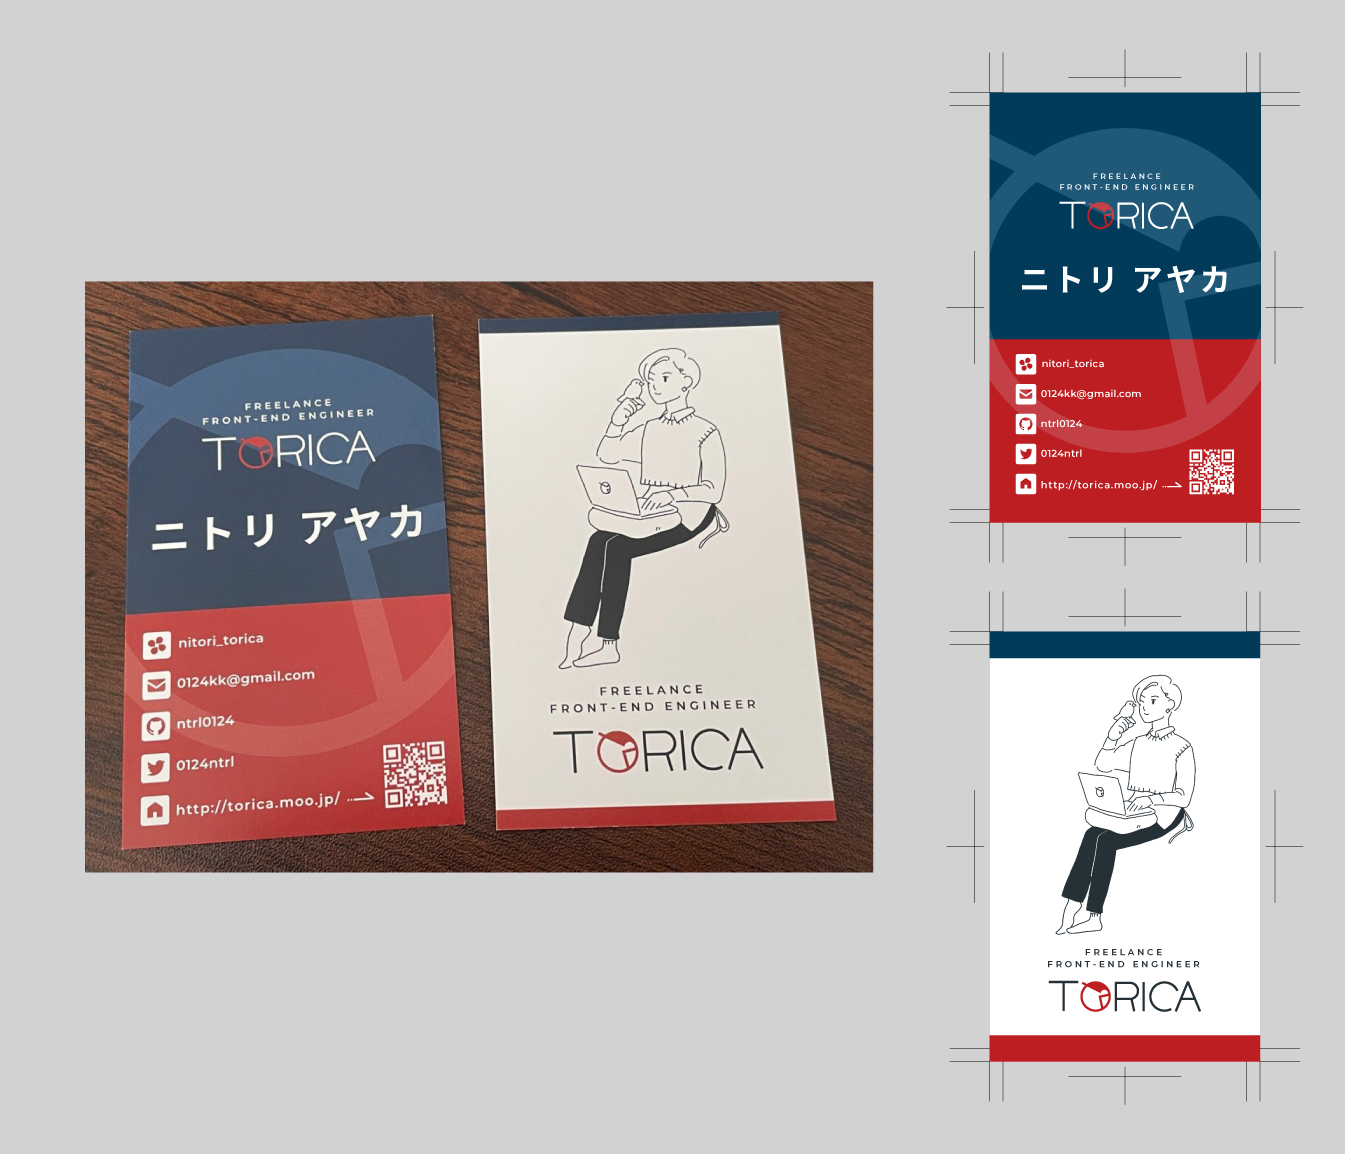 FREELANCE
FRONT-END ENGINEER
TORICA
ニトリ アヤカ
nitori_torica
0124kk@gmail.com
ntrl0124
0124ntrl
http://torica.moo.jp/
FREELANCE
FRONT-END ENGINEER
TORICA
FREELANCE
FRONT-END ENGINEER
TORICA
ニトリ アヤカ
nitori_torica
0124kk@gmail.com
ntrl0124
0124ntrl
http://torica.moo.jp/
FREELANCE
FRONT-END ENGINEER
TORICA